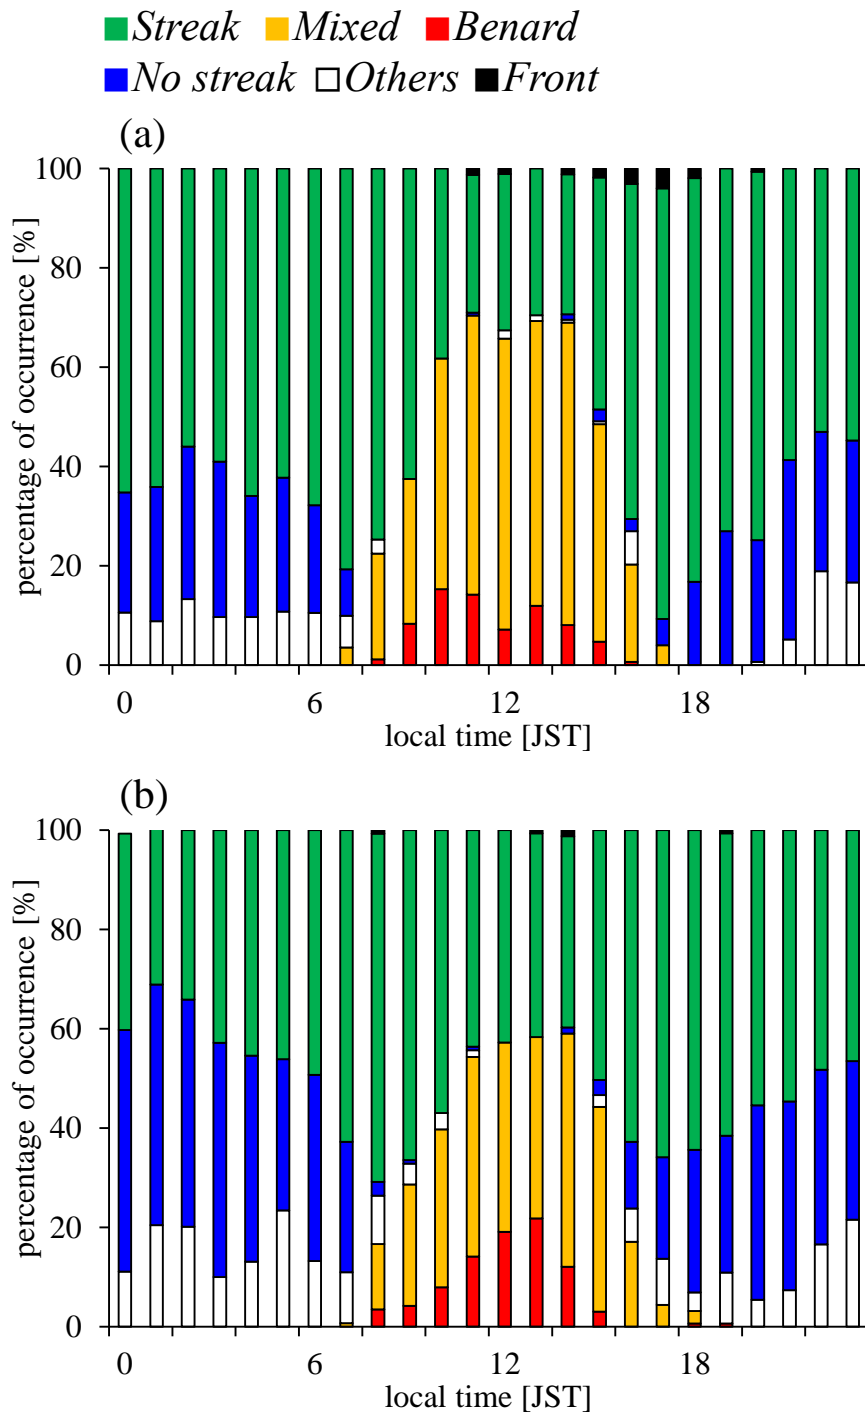 Streak Mixed Benard
No streak Others Front
(a)
100
80
60
40
20
0
percentage of occurrence [%]
0 6 12 18
local time [JST]
(b)
100
80
60
40
20
0
percentage of occurrence [%]
0 6 12 18
local time [JST]